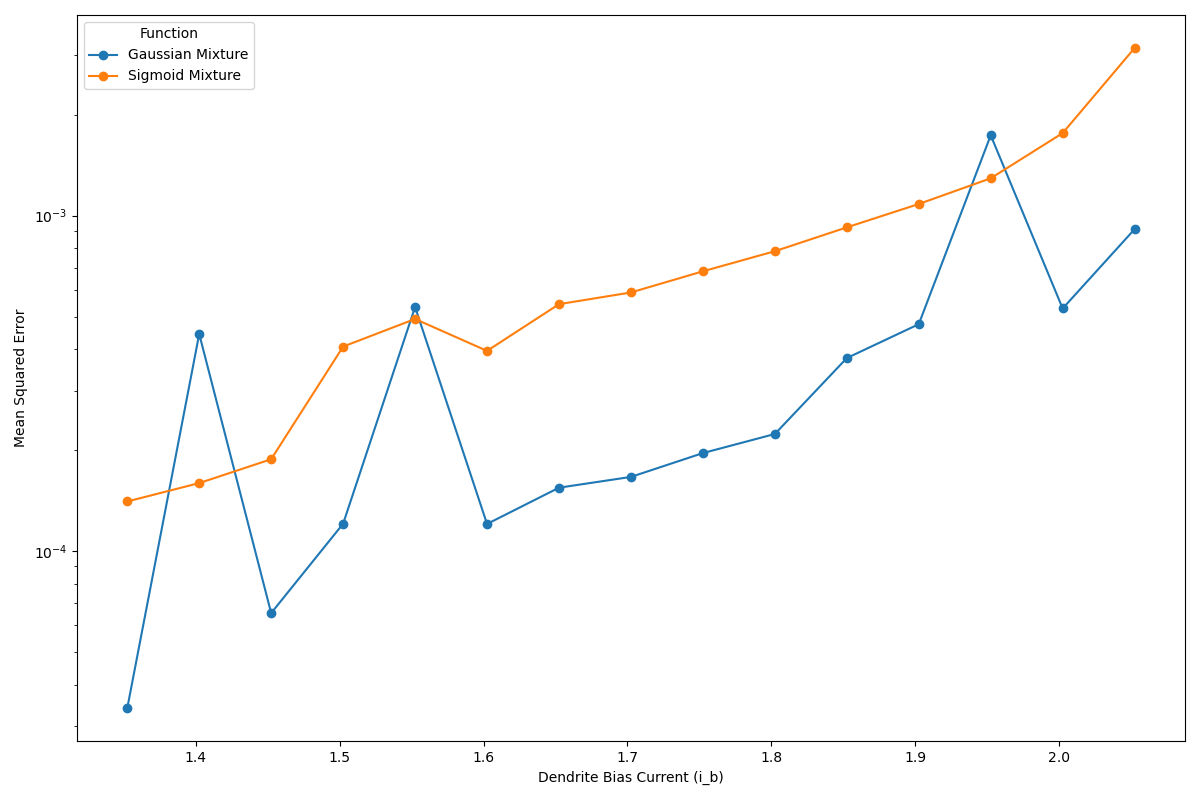 Function
Gaussian Mixture
Sigmoid Mixture
Mean Squared Error
10⁻³
10⁻⁴
1.4 1.5 1.6 1.7 1.8 1.9 2.0
Dendrite Bias Current (i_b)